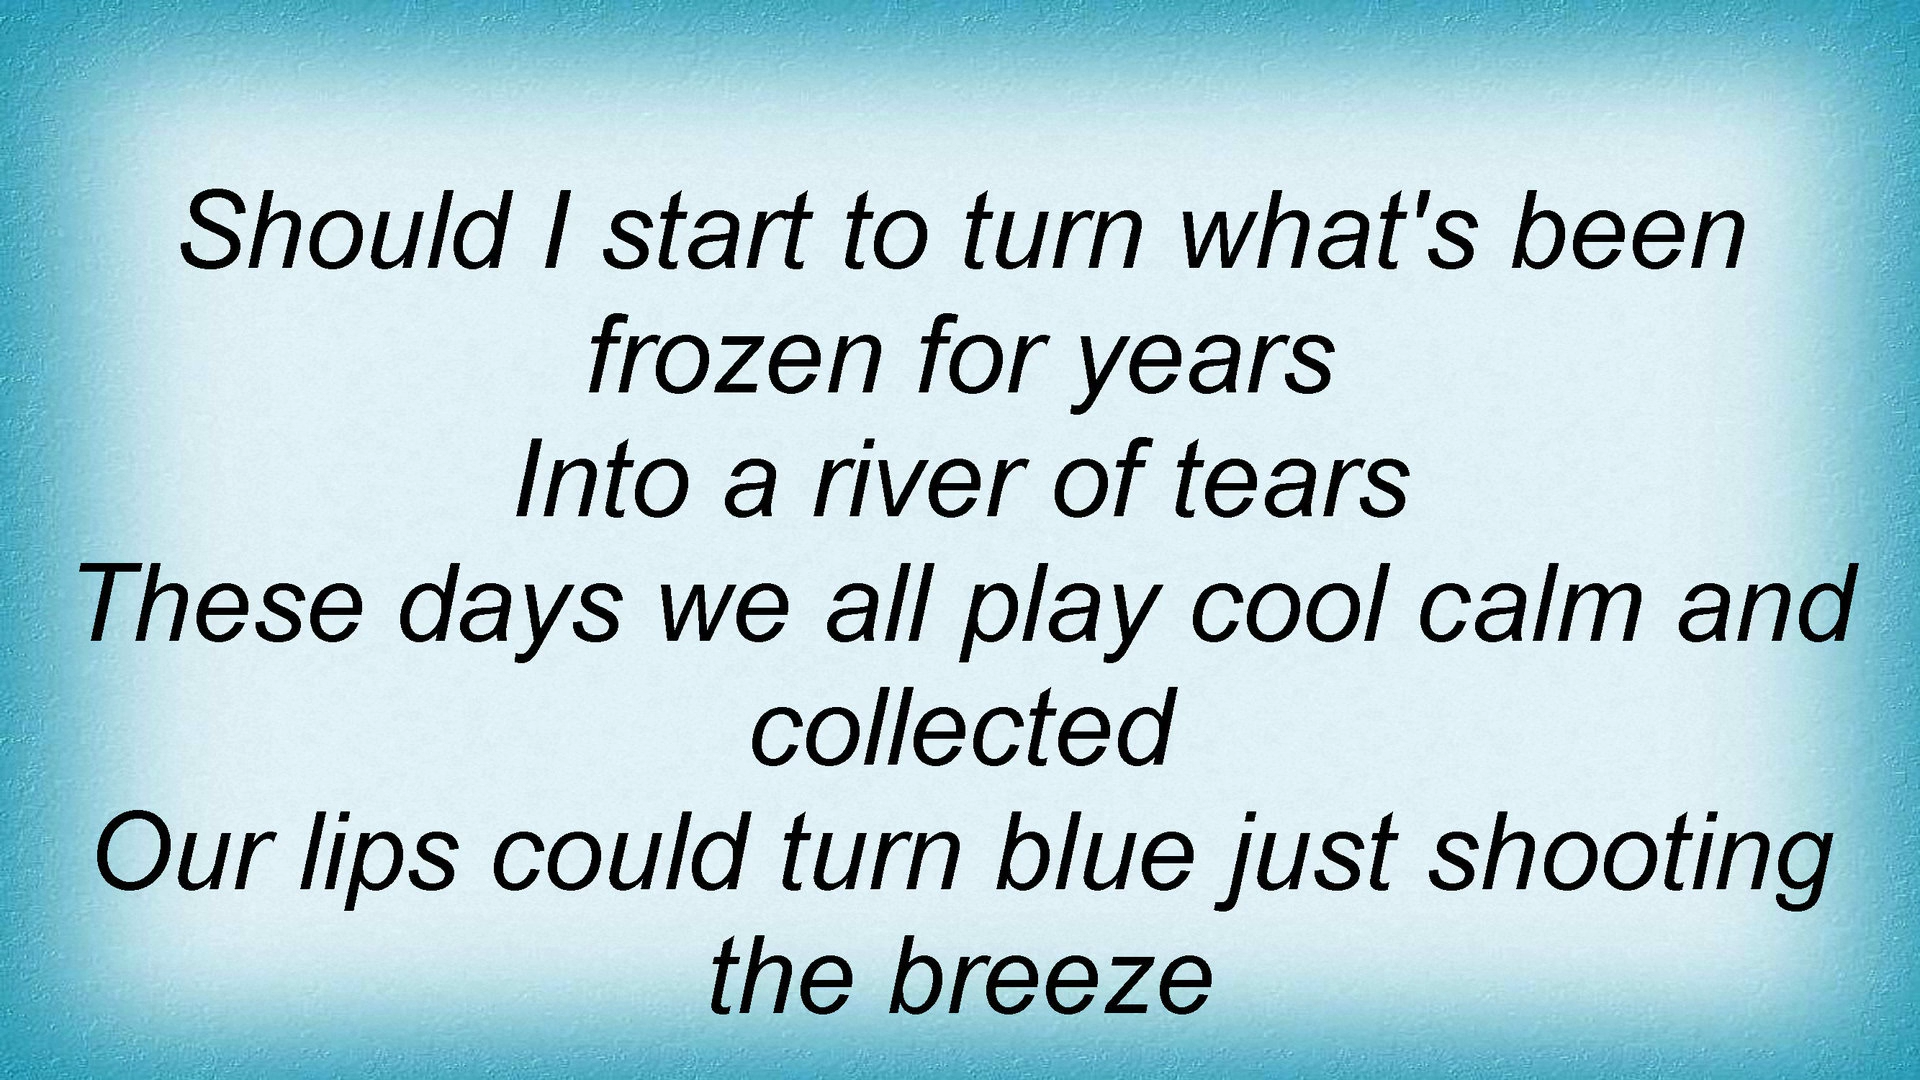 Should I start to turn what's been
frozen for years
Into a river of tears
These days we all play cool calm and
collected
Our lips could turn blue just shooting
the breeze